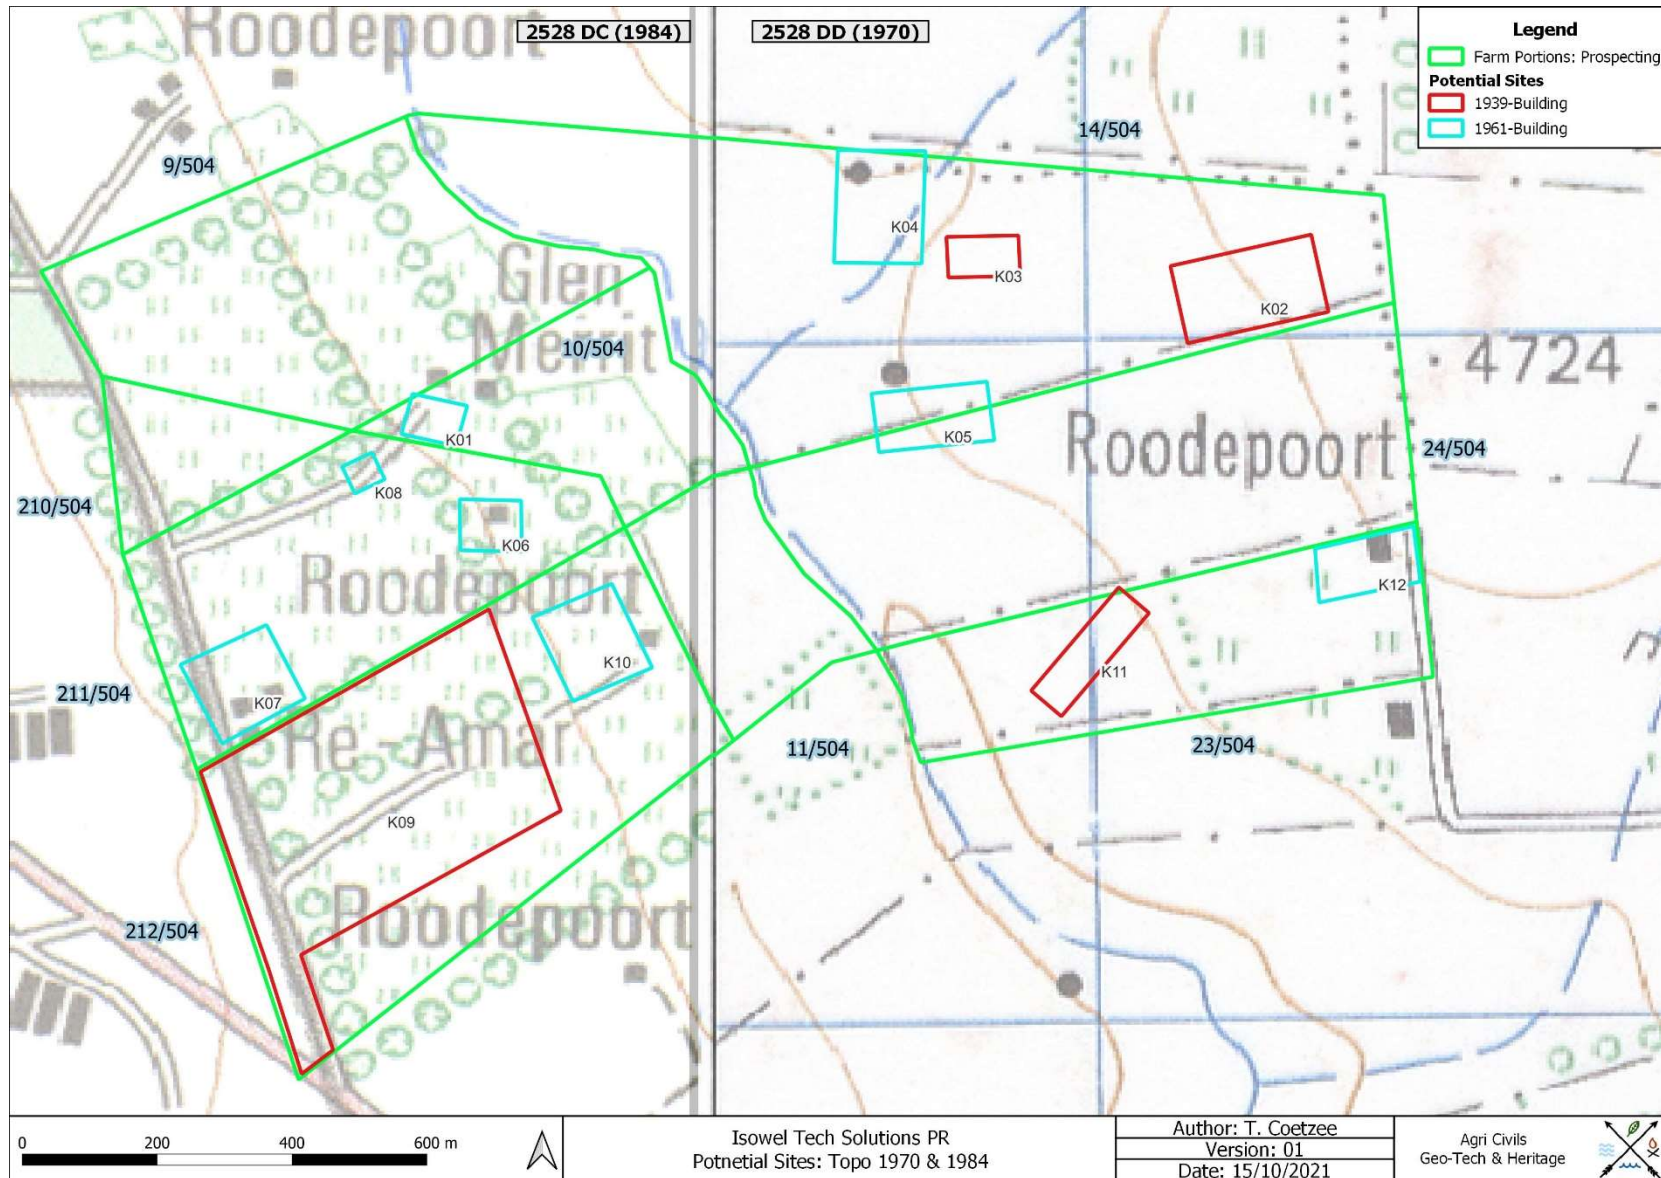 Roodepoort
2528 DC (1984)
2528 DD (1970)
Legend
Farm Portions: Prospecting
Potential Sites
1939-Building
1961-Building
14/504
9/504
K04
Glen
Merrit
K03
K02
10/504
4724
K01
K05
Roodepoort
24/504
K08
210/504
K06
Roodepoort
K12
K10
K11
211/504
K07
Re-Amar
11/504
23/504
K09
Roodepoort
212/504
0 200 400 600 m
Isowel Tech Solutions PR
Potnetial Sites: Topo 1970 & 1984
Author: T. Coetzee
Version: 01
Date: 15/10/2021
Agri Civils
Geo-Tech & Heritage